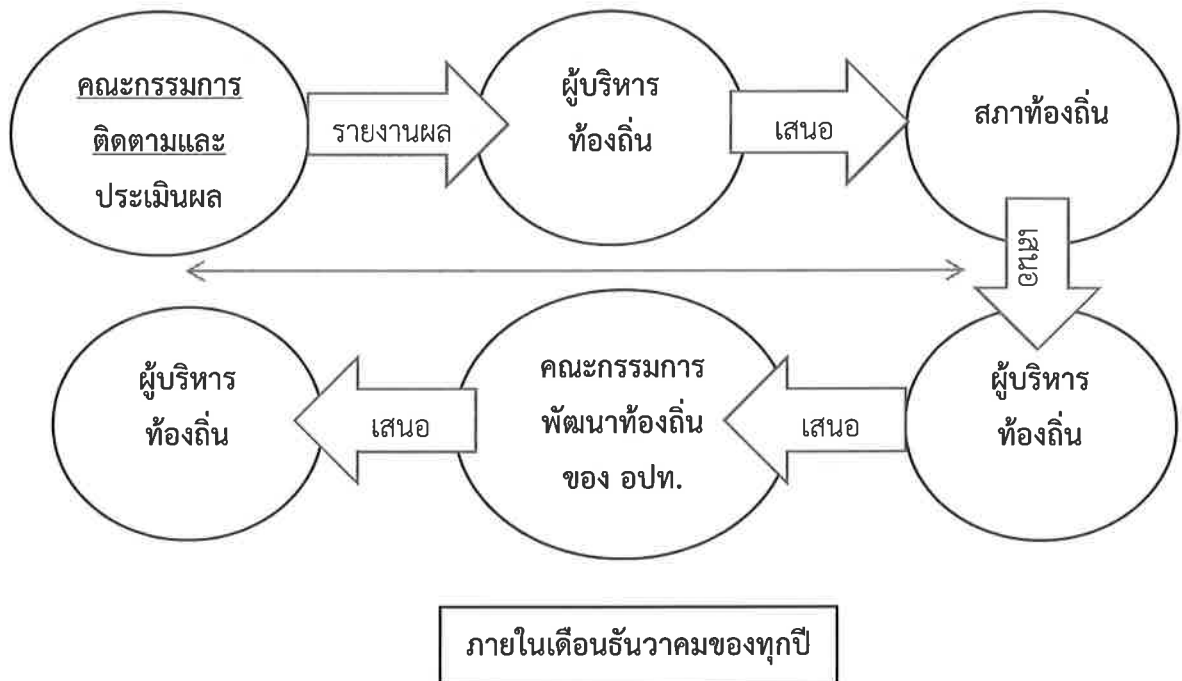 คณะกรรมการ
ติดตามและ
ประเมินผล
รายงานผล
ผู้บริหาร
ท้องถิ่น
เสนอ
สภาท้องถิ่น
เสนอ
ผู้บริหาร
ท้องถิ่น
เสนอ
คณะกรรมการ
พัฒนาท้องถิ่น
ของ อปท.
เสนอ
ผู้บริหาร
ท้องถิ่น
ภายในเดือนธันวาคมของทุกปี